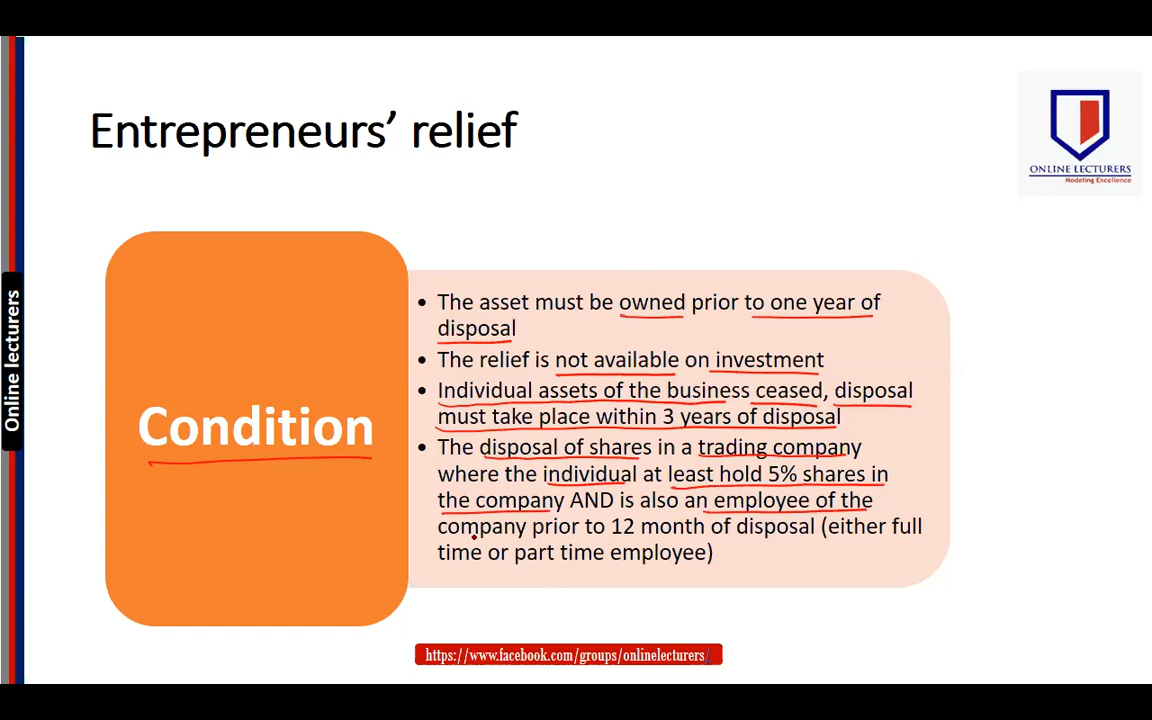 Entrepreneurs’ relief
ONLINE LECTURERS
Modeling Excellence
Online lecturers
Condition
• The asset must be owned prior to one year of
disposal
• The relief is not available on investment
• Individual assets of the business ceased, disposal
must take place within 3 years of disposal
• The disposal of shares in a trading company
where the individual at least hold 5% shares in
the company AND is also an employee of the
company prior to 12 month of disposal (either full
time or part time employee)
https://www.facebook.com/groups/onlinelecturers/